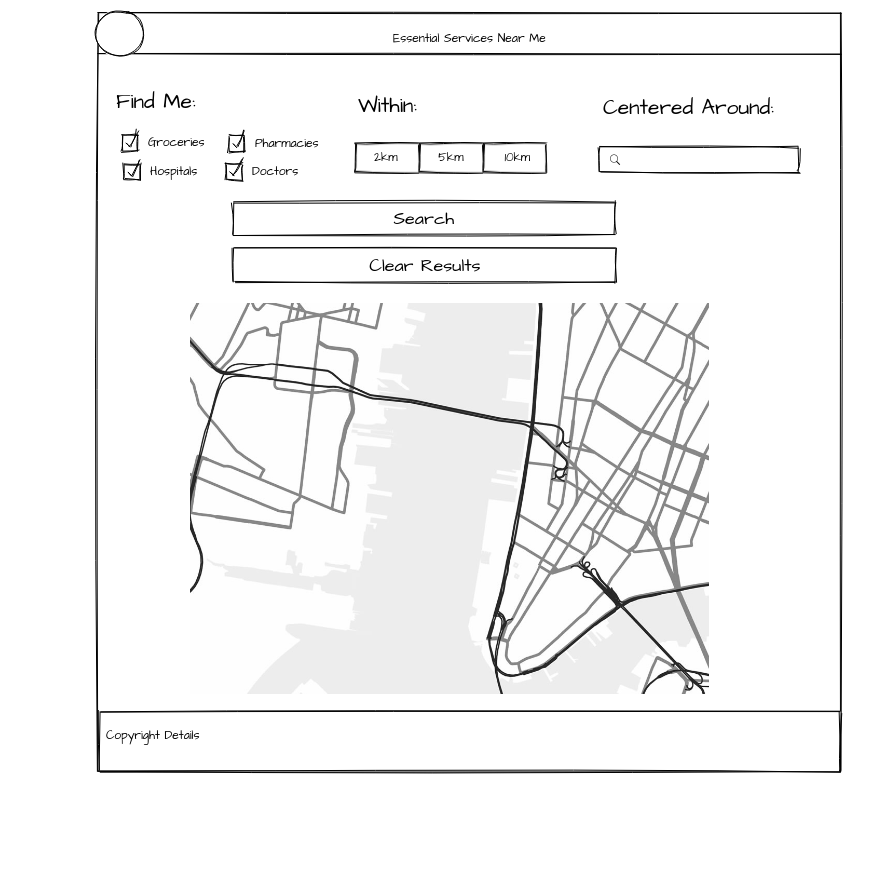 Essential Services Near Me
Find Me:
Within:
Centered Around:
Groceries
Pharmacies
Hospitals
Doctors
2km
5km
10km
Search
Clear Results
Copyright Details